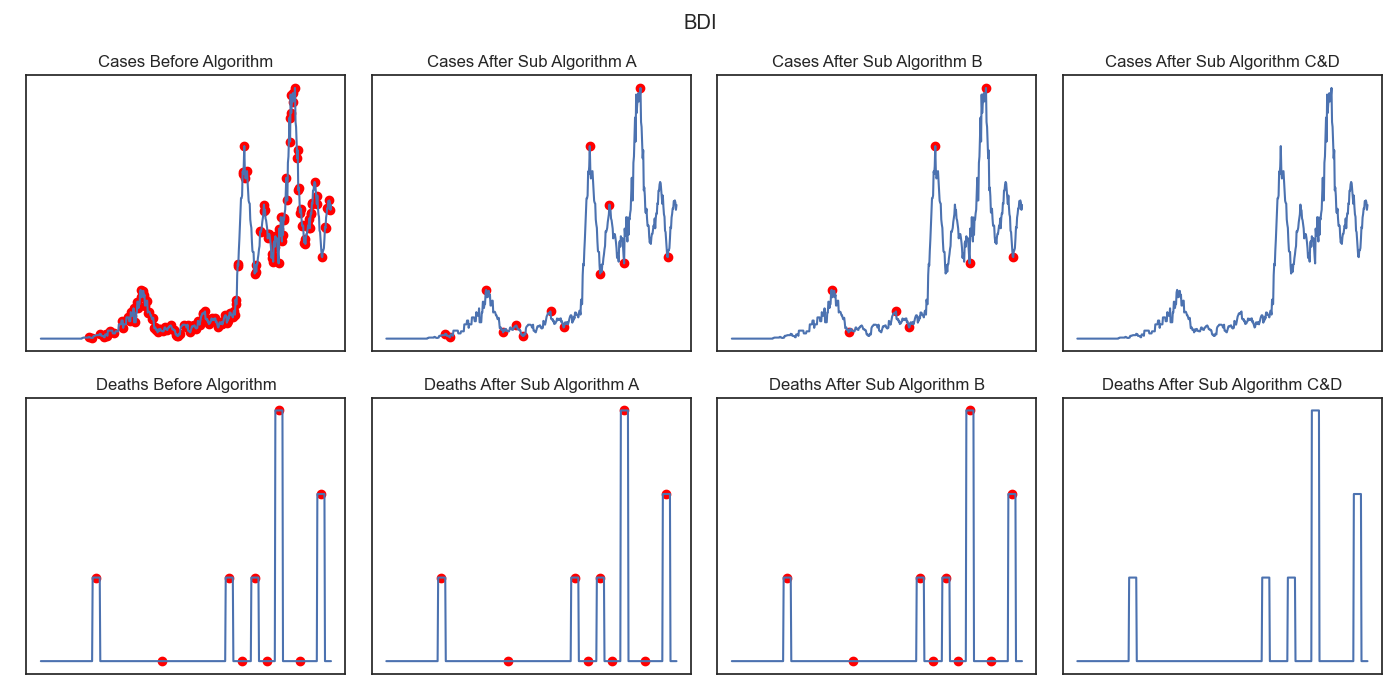 BDI
Cases Before Algorithm
Cases After Sub Algorithm A
Cases After Sub Algorithm B
Cases After Sub Algorithm C&D
Deaths Before Algorithm
Deaths After Sub Algorithm A
Deaths After Sub Algorithm B
Deaths After Sub Algorithm C&D